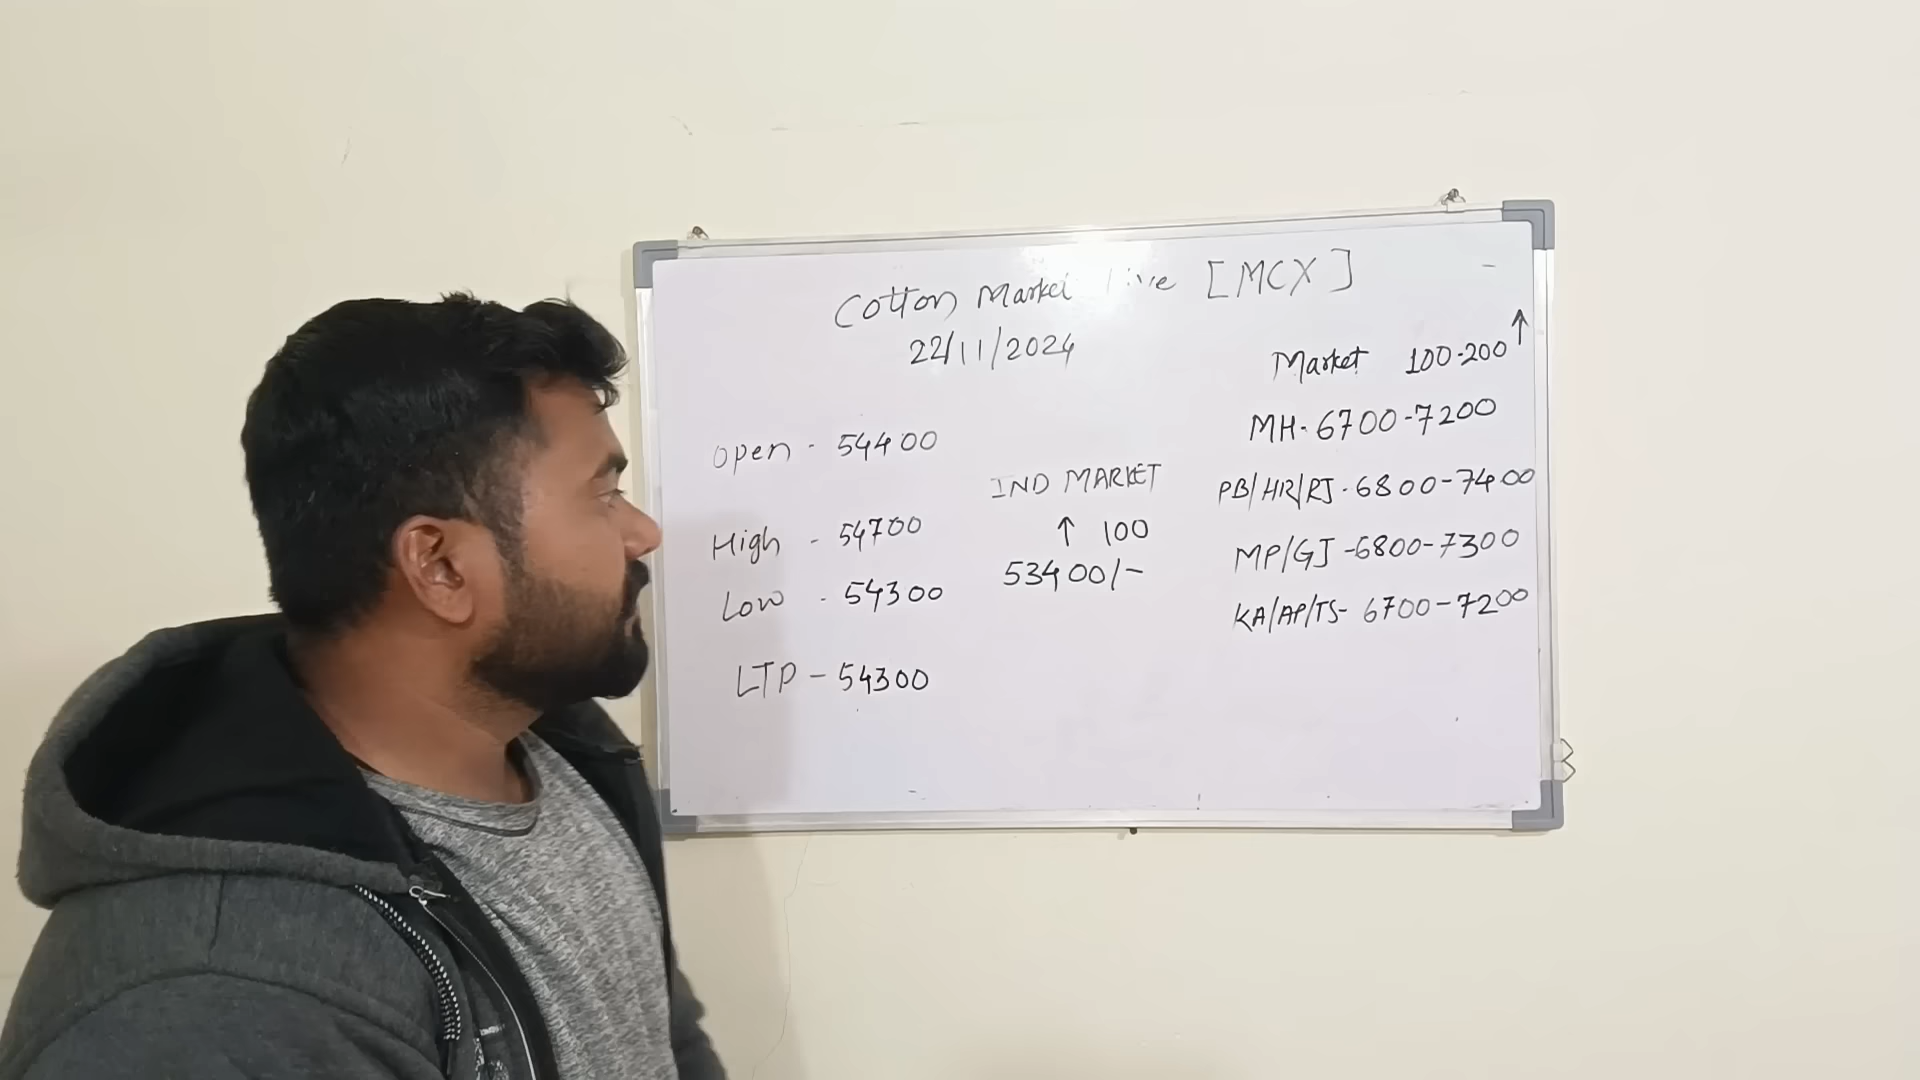 Cotton Market Live [MCX]
22/11/2024
Open - 54400
High - 54700
Low - 54300
LTP - 54300
IND MARKET
↑ 100
53400/-
Market 100-200↑
MH- 6700-7200
PB/HR/RJ-6800-7400
MP/GJ-6800-7300
KA/AP/TS- 6700-7200